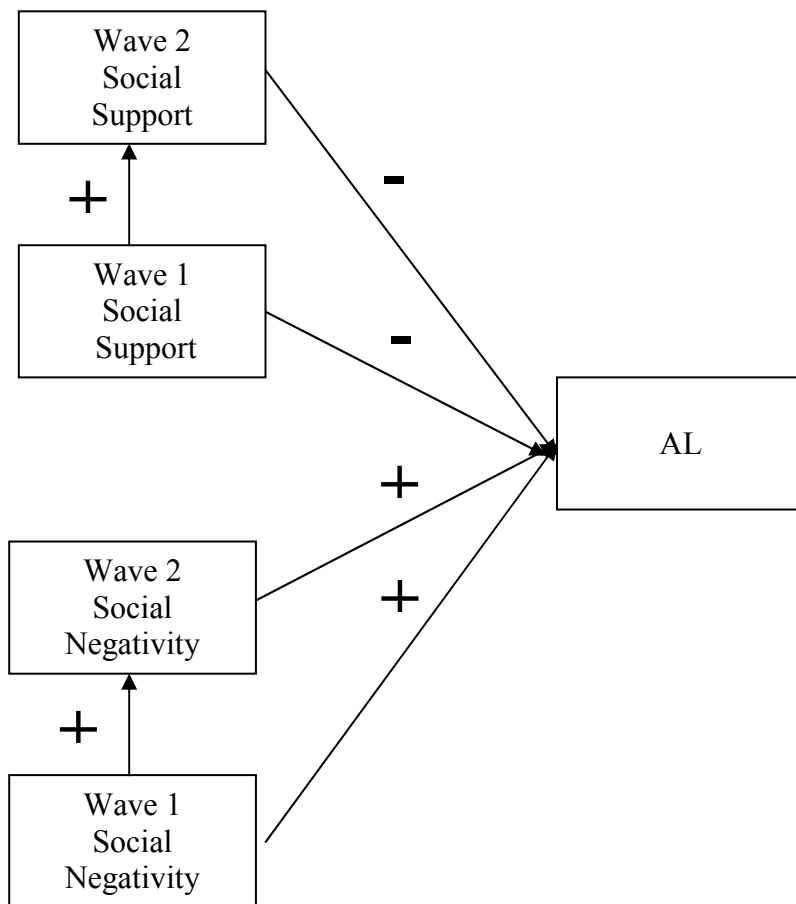 Wave 2
Social
Support
-
+
Wave 1
Social
Support
-
AL
+
Wave 2
Social
Negativity
+
+
Wave 1
Social
Negativity